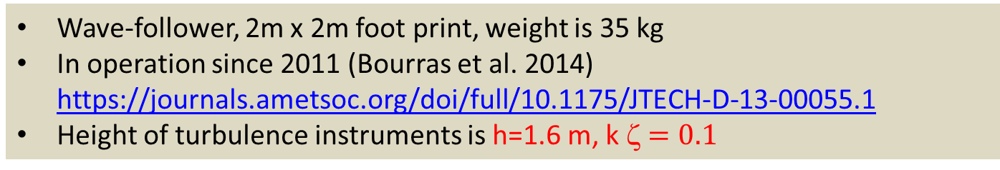 • Wave-follower, 2m x 2m foot print, weight is 35 kg
• In operation since 2011 (Bourras et al. 2014)
https://journals.ametsoc.org/doi/full/10.1175/JTECH-D-13-00055.1
• Height of turbulence instruments is h=1.6 m, k ζ = 0.1